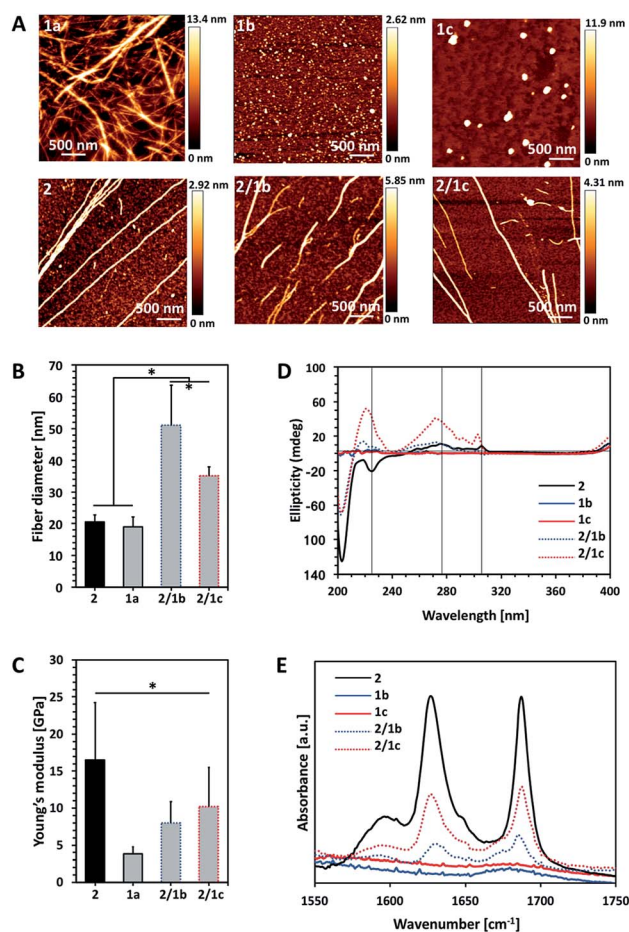 A
1a
13.4 nm
500 nm
0 nm
1b
2.62 nm
500 nm
0 nm
1c
11.9 nm
500 nm
0 nm
2
2.92 nm
500 nm
0 nm
2/1b
5.85 nm
500 nm
0 nm
2/1c
4.31 nm
500 nm
0 nm
B
Fiber diameter [nm]
70
60
50
40
30
20
10
0
*
*
2 1a 2/1b 2/1c
D
Ellipticity (mdeg)
100
60
20
-20
-60
100
140
200 240 280 320 360 400
Wavelength [nm]
2
1b
1c
2/1b
2/1c
C
Young's modulus [GPa]
30
25
20
15
10
5
0
*
2 1a 2/1b 2/1c
E
Absorbance [a.u.]
2
1b
1c
2/1b
2/1c
1550 1600 1650 1700 1750
Wavenumber [cm-1]